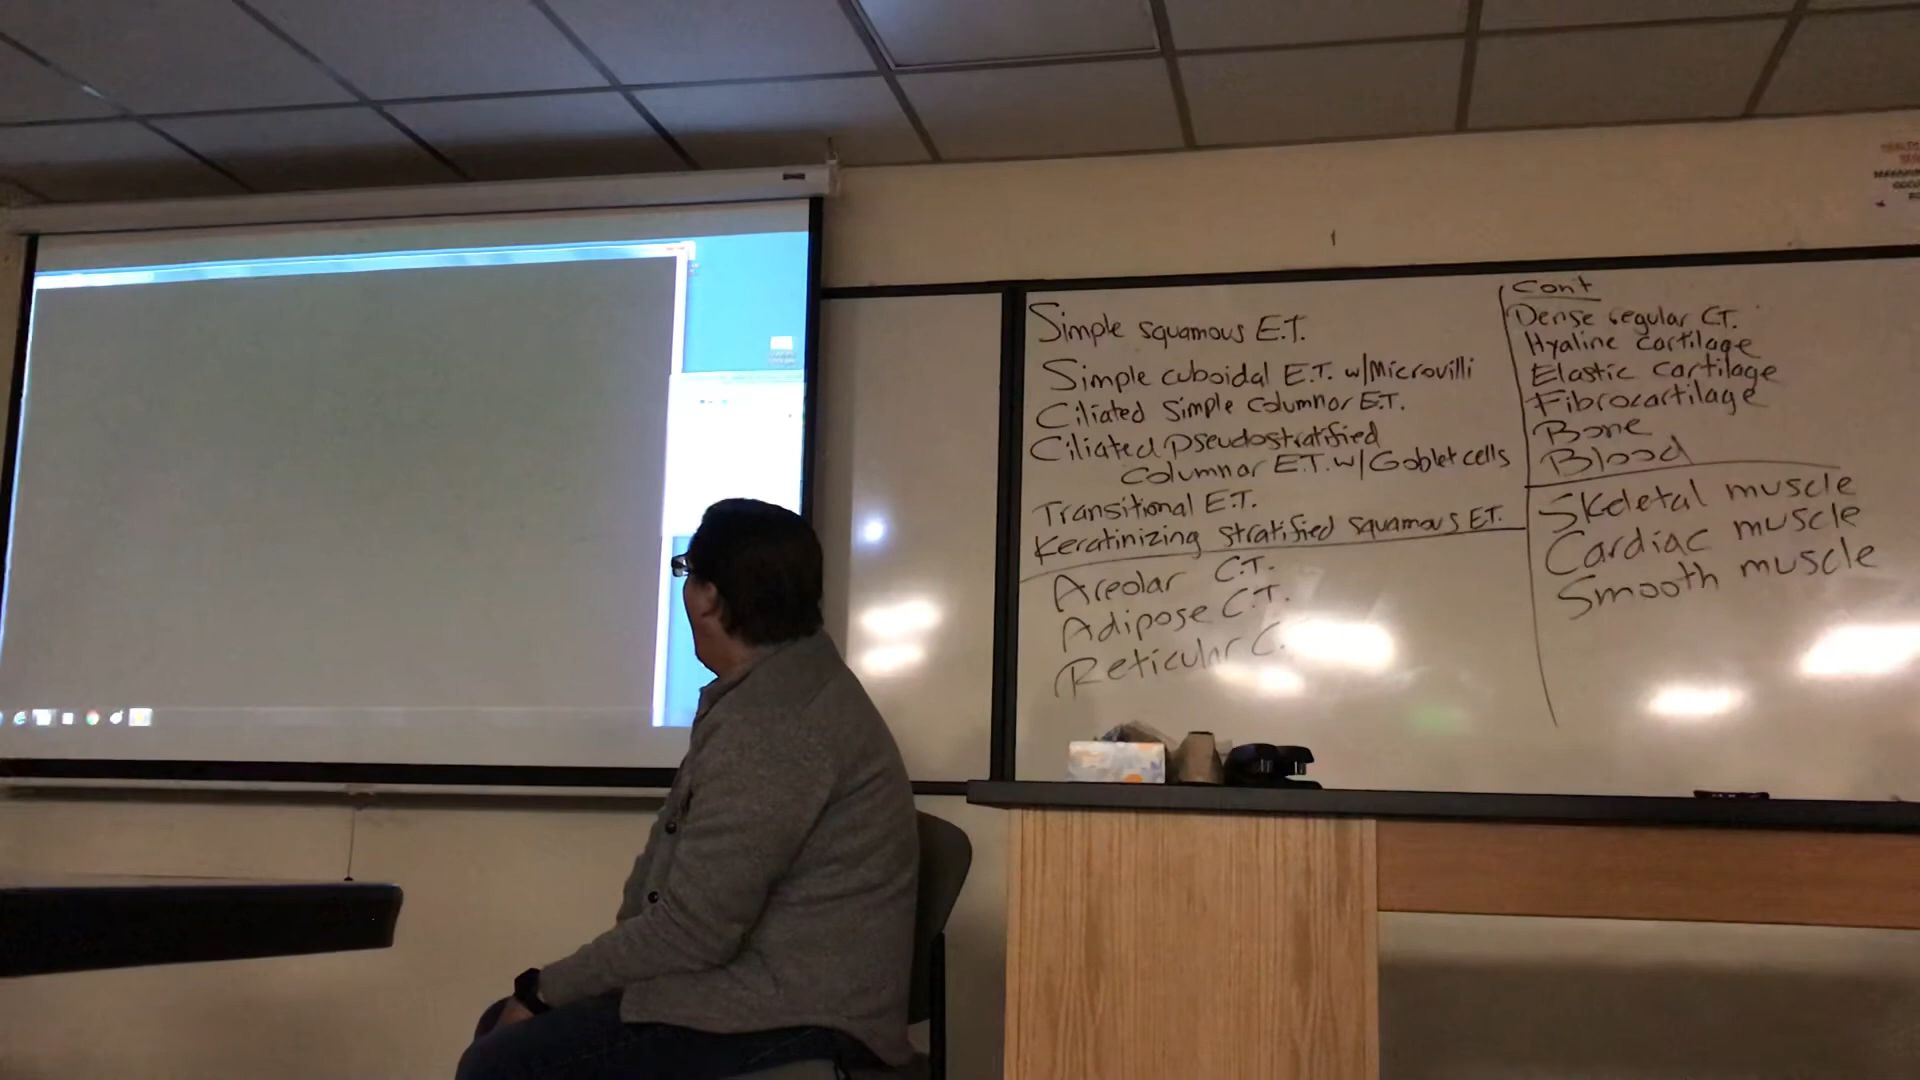 Simple squamous E.T.
Simple cuboidal E.T. w/Microvilli
Ciliated simple columnar E.T.
Ciliated pseudostratified
columnar E.T. w/Goblet cells
Transitional E.T.
Keratinizing stratified squamous E.T.
Areolar C.T.
Adipose C.T.
Reticular C.
Cont
Dense regular C.T.
Hyaline cartilage
Elastic cartilage
Fibrocartilage
Bone
Blood
Skeletal muscle
Cardiac muscle
Smooth muscle